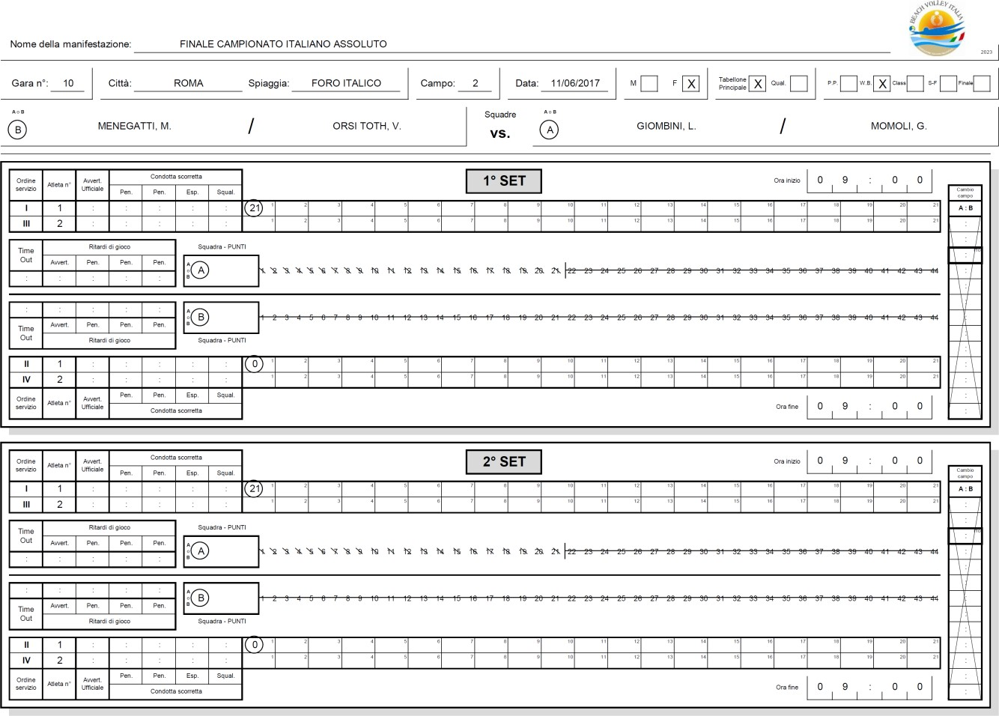 BEACH VOLLEY ITALIA
2023
Nome della manifestazione: FINALE CAMPIONATO ITALIANO ASSOLUTO
Gara n°: 10 Città: ROMA Spiaggia: FORO ITALICO Campo: 2 Data: 11/06/2017 M F X Tabellone Principale X Qual. P.P. W.B. X Class S-F Finale
A o B Squadre A o B
B MENEGATTI, M. / ORSI TOTH, V. vs. A GIOMBINI, L. / MOMOLI, G.
1° SET
Ora inizio 0 9 : 0 0
Ordine servizio Atleta n° Avvert. Ufficiale Condotta scorretta
Pen. Pen. Esp. Squal.
Cambio campo
A : B
10
I 1 : : : : : 21 1 2 3 4 5 6 7 8 9 10 11 12 13 14 15 16 17 18 19 20 21
III 2 : : : : : 1 2 3 4 5 6 7 8 9 10 11 12 13 14 15 16 17 18 19 20 21
Time Out Ritardi di gioco Squadra - PUNTI
Avvert. Pen. Pen. Pen.
: : : : :
A o B A 1 2 3 4 5 6 7 8 9 10 11 12 13 14 15 16 17 18 19 20 21 22 23 24 25 26 27 28 29 30 31 32 33 34 35 36 37 38 39 40 41 42 43 44
: : : : :
A o B B 1 2 3 4 5 6 7 8 9 10 11 12 13 14 15 16 17 18 19 20 21 22 23 24 25 26 27 28 29 30 31 32 33 34 35 36 37 38 39 40 41 42 43 44
Time Out Avvert. Pen. Pen. Pen.
Ritardi di gioco Squadra - PUNTI
II 1 : : : : : 0 1 2 3 4 5 6 7 8 9 10 11 12 13 14 15 16 17 18 19 20 21
IV 2 : : : : : 1 2 3 4 5 6 7 8 9 10 11 12 13 14 15 16 17 18 19 20 21
Ordine servizio Atleta n° Avvert. Ufficiale Pen. Pen. Esp. Squal.
Condotta scorretta
Ora fine 0 9 : 0 0
2° SET
Ora inizio 0 9 : 0 0
Ordine servizio Atleta n° Avvert. Ufficiale Condotta scorretta
Pen. Pen. Esp. Squal.
Cambio campo
A : B
10
I 1 : : : : : 21 1 2 3 4 5 6 7 8 9 10 11 12 13 14 15 16 17 18 19 20 21
III 2 : : : : : 1 2 3 4 5 6 7 8 9 10 11 12 13 14 15 16 17 18 19 20 21
Time Out Ritardi di gioco Squadra - PUNTI
Avvert. Pen. Pen. Pen.
: : : : :
A o B A 1 2 3 4 5 6 7 8 9 10 11 12 13 14 15 16 17 18 19 20 21 22 23 24 25 26 27 28 29 30 31 32 33 34 35 36 37 38 39 40 41 42 43 44
: : : : :
A o B B 1 2 3 4 5 6 7 8 9 10 11 12 13 14 15 16 17 18 19 20 21 22 23 24 25 26 27 28 29 30 31 32 33 34 35 36 37 38 39 40 41 42 43 44
Time Out Avvert. Pen. Pen. Pen.
Ritardi di gioco Squadra - PUNTI
II 1 : : : : : 0 1 2 3 4 5 6 7 8 9 10 11 12 13 14 15 16 17 18 19 20 21
IV 2 : : : : : 1 2 3 4 5 6 7 8 9 10 11 12 13 14 15 16 17 18 19 20 21
Ordine servizio Atleta n° Avvert. Ufficiale Pen. Pen. Esp. Squal.
Condotta scorretta
Ora fine 0 9 : 0 0